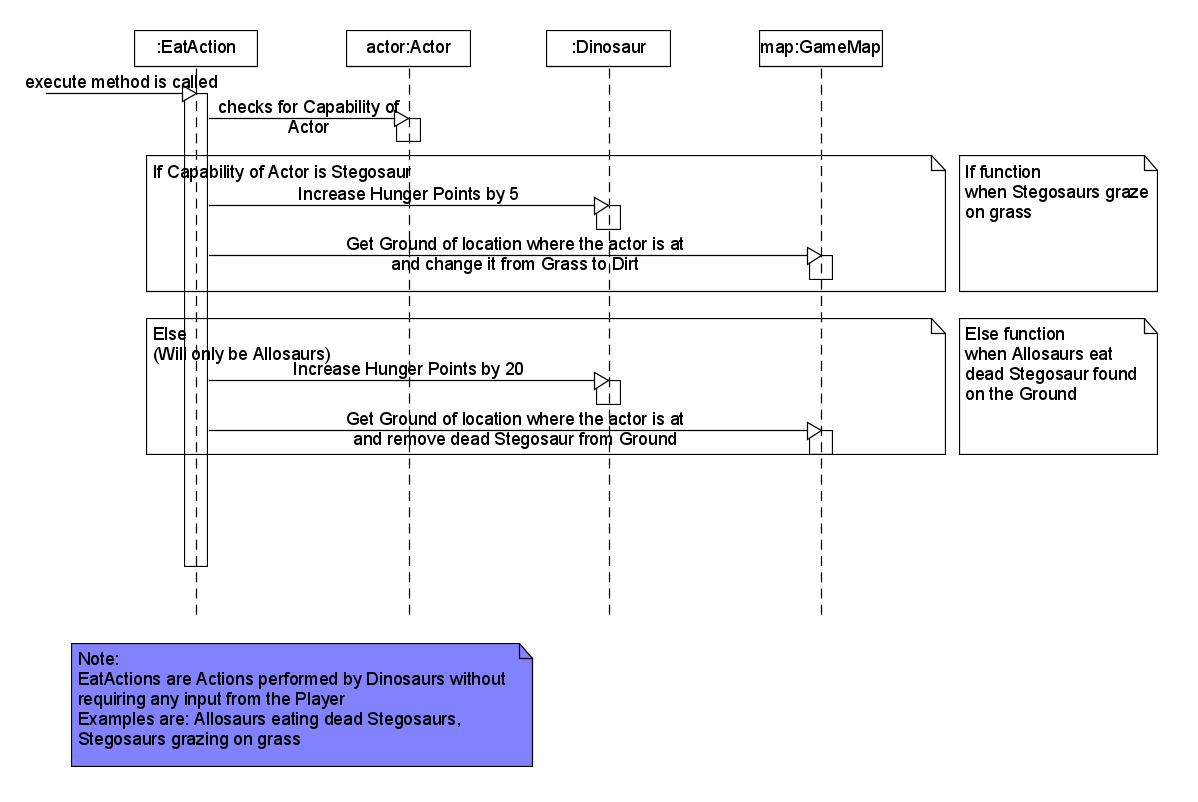 :EatAction
actor:Actor
:Dinosaur
map:GameMap
execute method is called
checks for Capability of
Actor
If Capability of Actor is Stegosaur
Increase Hunger Points by 5
Get Ground of location where the actor is at
and change it from Grass to Dirt
If function
when Stegosaurs graze
on grass
Else
(Will only be Allosaurs)
Increase Hunger Points by 20
Get Ground of location where the actor is at
and remove dead Stegosaur from Ground
Else function
when Allosaurs eat
dead Stegosaur found
on the Ground
Note:
EatActions are Actions performed by Dinosaurs without
requiring any input from the Player
Examples are: Allosaurs eating dead Stegosaurs,
Stegosaurs grazing on grass